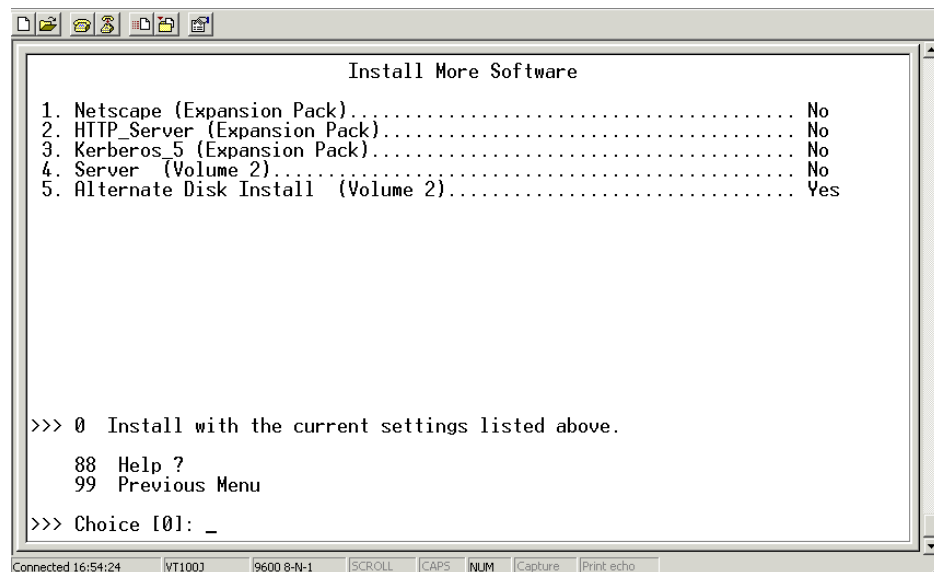 Install More Software
1. Netscape (Expansion Pack)........................................ No
2. HTTP_Server (Expansion Pack)..................................... No
3. Kerberos_5 (Expansion Pack)...................................... No
4. Server  (Volume 2)............................................... No
5. Alternate Disk Install  (Volume 2)............................... Yes
>>> 0  Install with the current settings listed above.
88  Help ?
99  Previous Menu
>>> Choice [0]: _
Connected 16:54:24 VT100J 9600 8-N-1 SCROLL CAPS NUM Capture Print echo